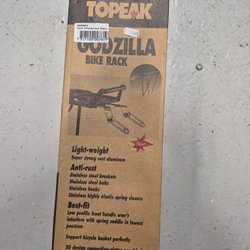 TOPEAK
GODZILLA
BIKE RACK
Light-weight
Super strong rust aluminum
Anti-rust
Stainless steel brackets
Stainless steel bolts
Stainless hooks
Stainless highly elastic spring closers
Best-fit
Low profile front handle won't
interfere with spring saddle in lowest
position
Support bicycle basket perfectly